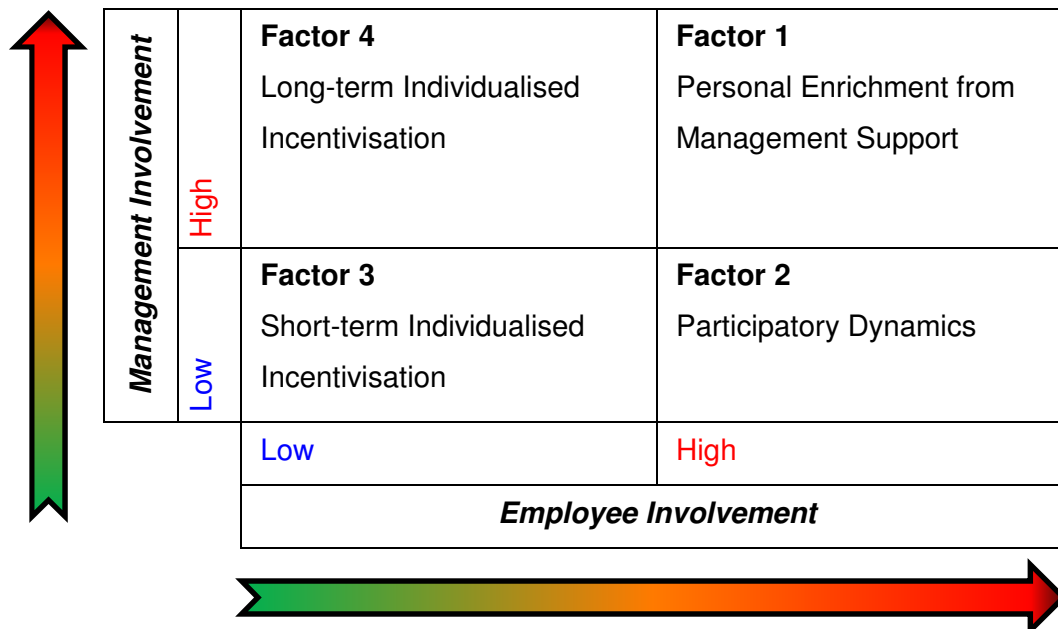 Management Involvement
High
Factor 4
Long-term Individualised
Incentivisation
Factor 1
Personal Enrichment from
Management Support
Low
Factor 3
Short-term Individualised
Incentivisation
Factor 2
Participatory Dynamics
Low
High
Employee Involvement